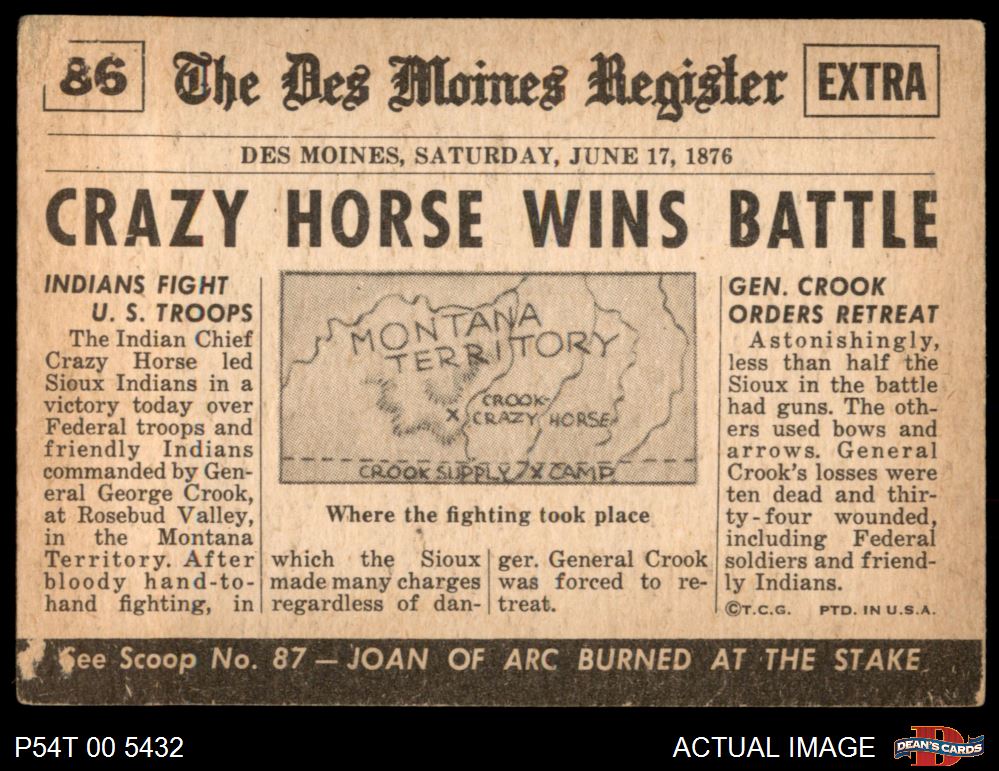 86 The Des Moines Register EXTRA
DES MOINES, SATURDAY, JUNE 17, 1876
CRAZY HORSE WINS BATTLE
INDIANS FIGHT
U. S. TROOPS
The Indian Chief
Crazy Horse led
Sioux Indians in a
victory today over
Federal troops and
friendly Indians
commanded by Gen-
eral George Crook,
at Rosebud Valley,
in the Montana
Territory. After
bloody hand-to-
hand fighting, in
MONTANA
TERRITORY
X CROOK-
CRAZY HORSE
CROOK SUPPLY X CAMP
Where the fighting took place
which the Sioux
made many charges
regardless of dan-
ger. General Crook
was forced to re-
treat.
GEN. CROOK
ORDERS RETREAT
Astonishingly,
less than half the
Sioux in the battle
had guns. The oth-
ers used bows and
arrows. General
Crook's losses were
ten dead and thir-
ty-four wounded,
including Federal
soldiers and friend-
ly Indians.
©T.C.G. PTD. IN U.S.A.
See Scoop No. 87 — JOAN OF ARC BURNED AT THE STAKE
P54T 00 5432
ACTUAL IMAGE
DEAN'S CARDS